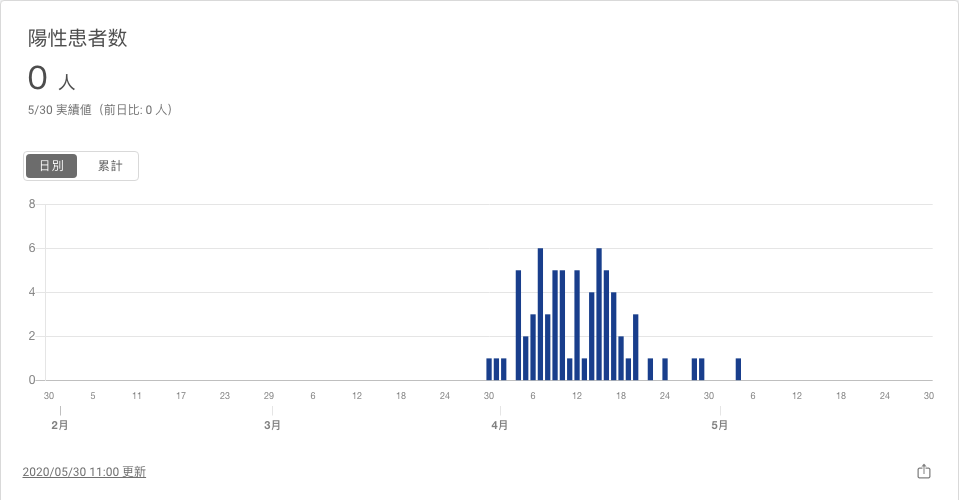 陽性患者数
0 人
5/30 実績値（前日比: 0 人）
日別 累計
8
6
4
2
0
30 5 11 17 23 29 6 12 18 24 30 6 12 18 24 30 6 12 18 24 30
2月 3月 4月 5月
2020/05/30 11:00 更新